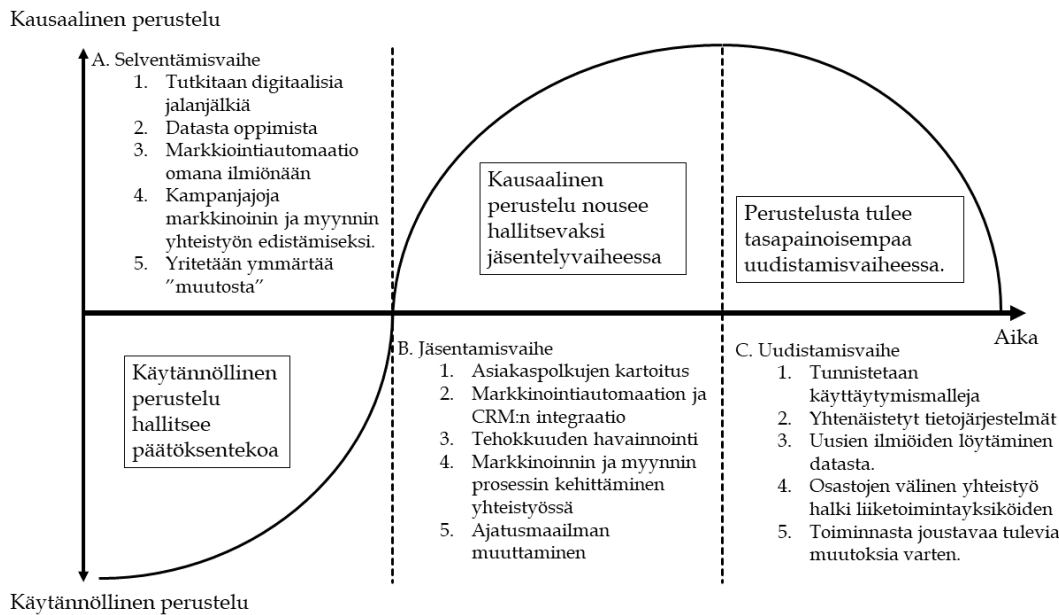 Kausaalinen perustelu
A. Selventämisvaihe
1. Tutkitaan digitaalisia
jalanjälkiä
2. Datasta oppimista
3. Markkiointiautomaatio
omana ilmiönään
4. Kampanjajoja
markkinoinin ja myynnin
yhteistyön edistämiseksi.
5. Yritetään ymmärtää
”muutosta”
Kausaalinen
perustelu nousee
hallitsevaksi
jäsentelyvaiheessa
Perustelusta tulee
tasapainoisempaa
uudistamisvaiheessa.
Aika
Käytännöllinen
perustelu
hallitsee
päätöksentekoa
B. Jäsentamisvaihe
1. Asiakaspolkujen kartoitus
2. Markkinointiautomaation ja
CRM:n integraatio
3. Tehokkuuden havainnointi
4. Markkinoinnin ja myynnin
prosessin kehittäminen
yhteistyössä
5. Ajatusmaailman
muuttaminen
C. Uudistamisvaihe
1. Tunnistetaan
käyttäytymismalleja
2. Yhtenäistetyt tietojärjestelmät
3. Uusien ilmiöiden löytäminen
datasta.
4. Osastojen välinen yhteistyö
halki liiketoimintayksiköiden
5. Toiminnasta joustavaa tulevia
muutoksia varten.
Käytännöllinen perustelu